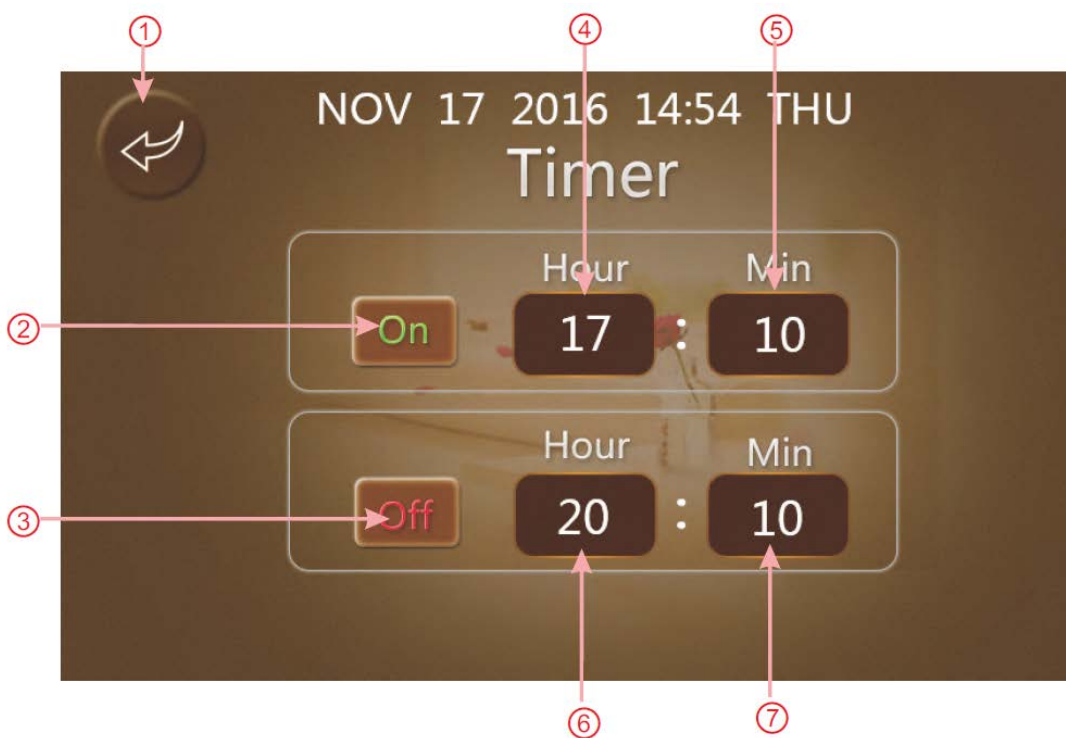 ① ④ ⑤
NOV 17 2016 14:54 THU
Timer
Hour Min
② On 17 : 10
Hour Min
③ Off 20 : 10
⑥ ⑦